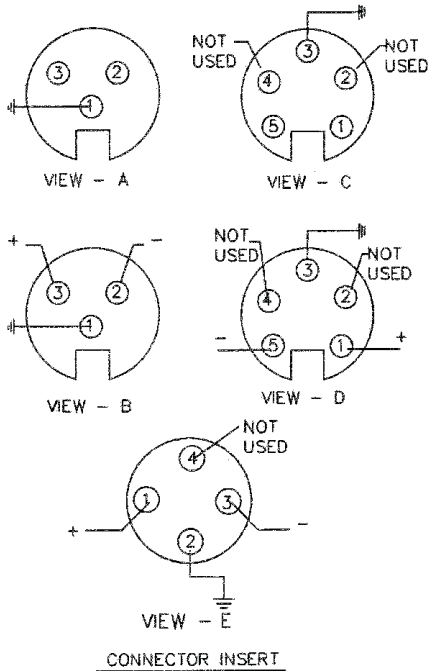 NOT
USED
3
NOT
USED
3
2
4
2
1
5
1
VIEW - A
VIEW - C
+
-
NOT
USED
3
NOT
USED
3
2
4
2
1
-
5
1
+
VIEW - B
VIEW - D
NOT
USED
4
1
3
+
-
2
VIEW - E
CONNECTOR INSERT